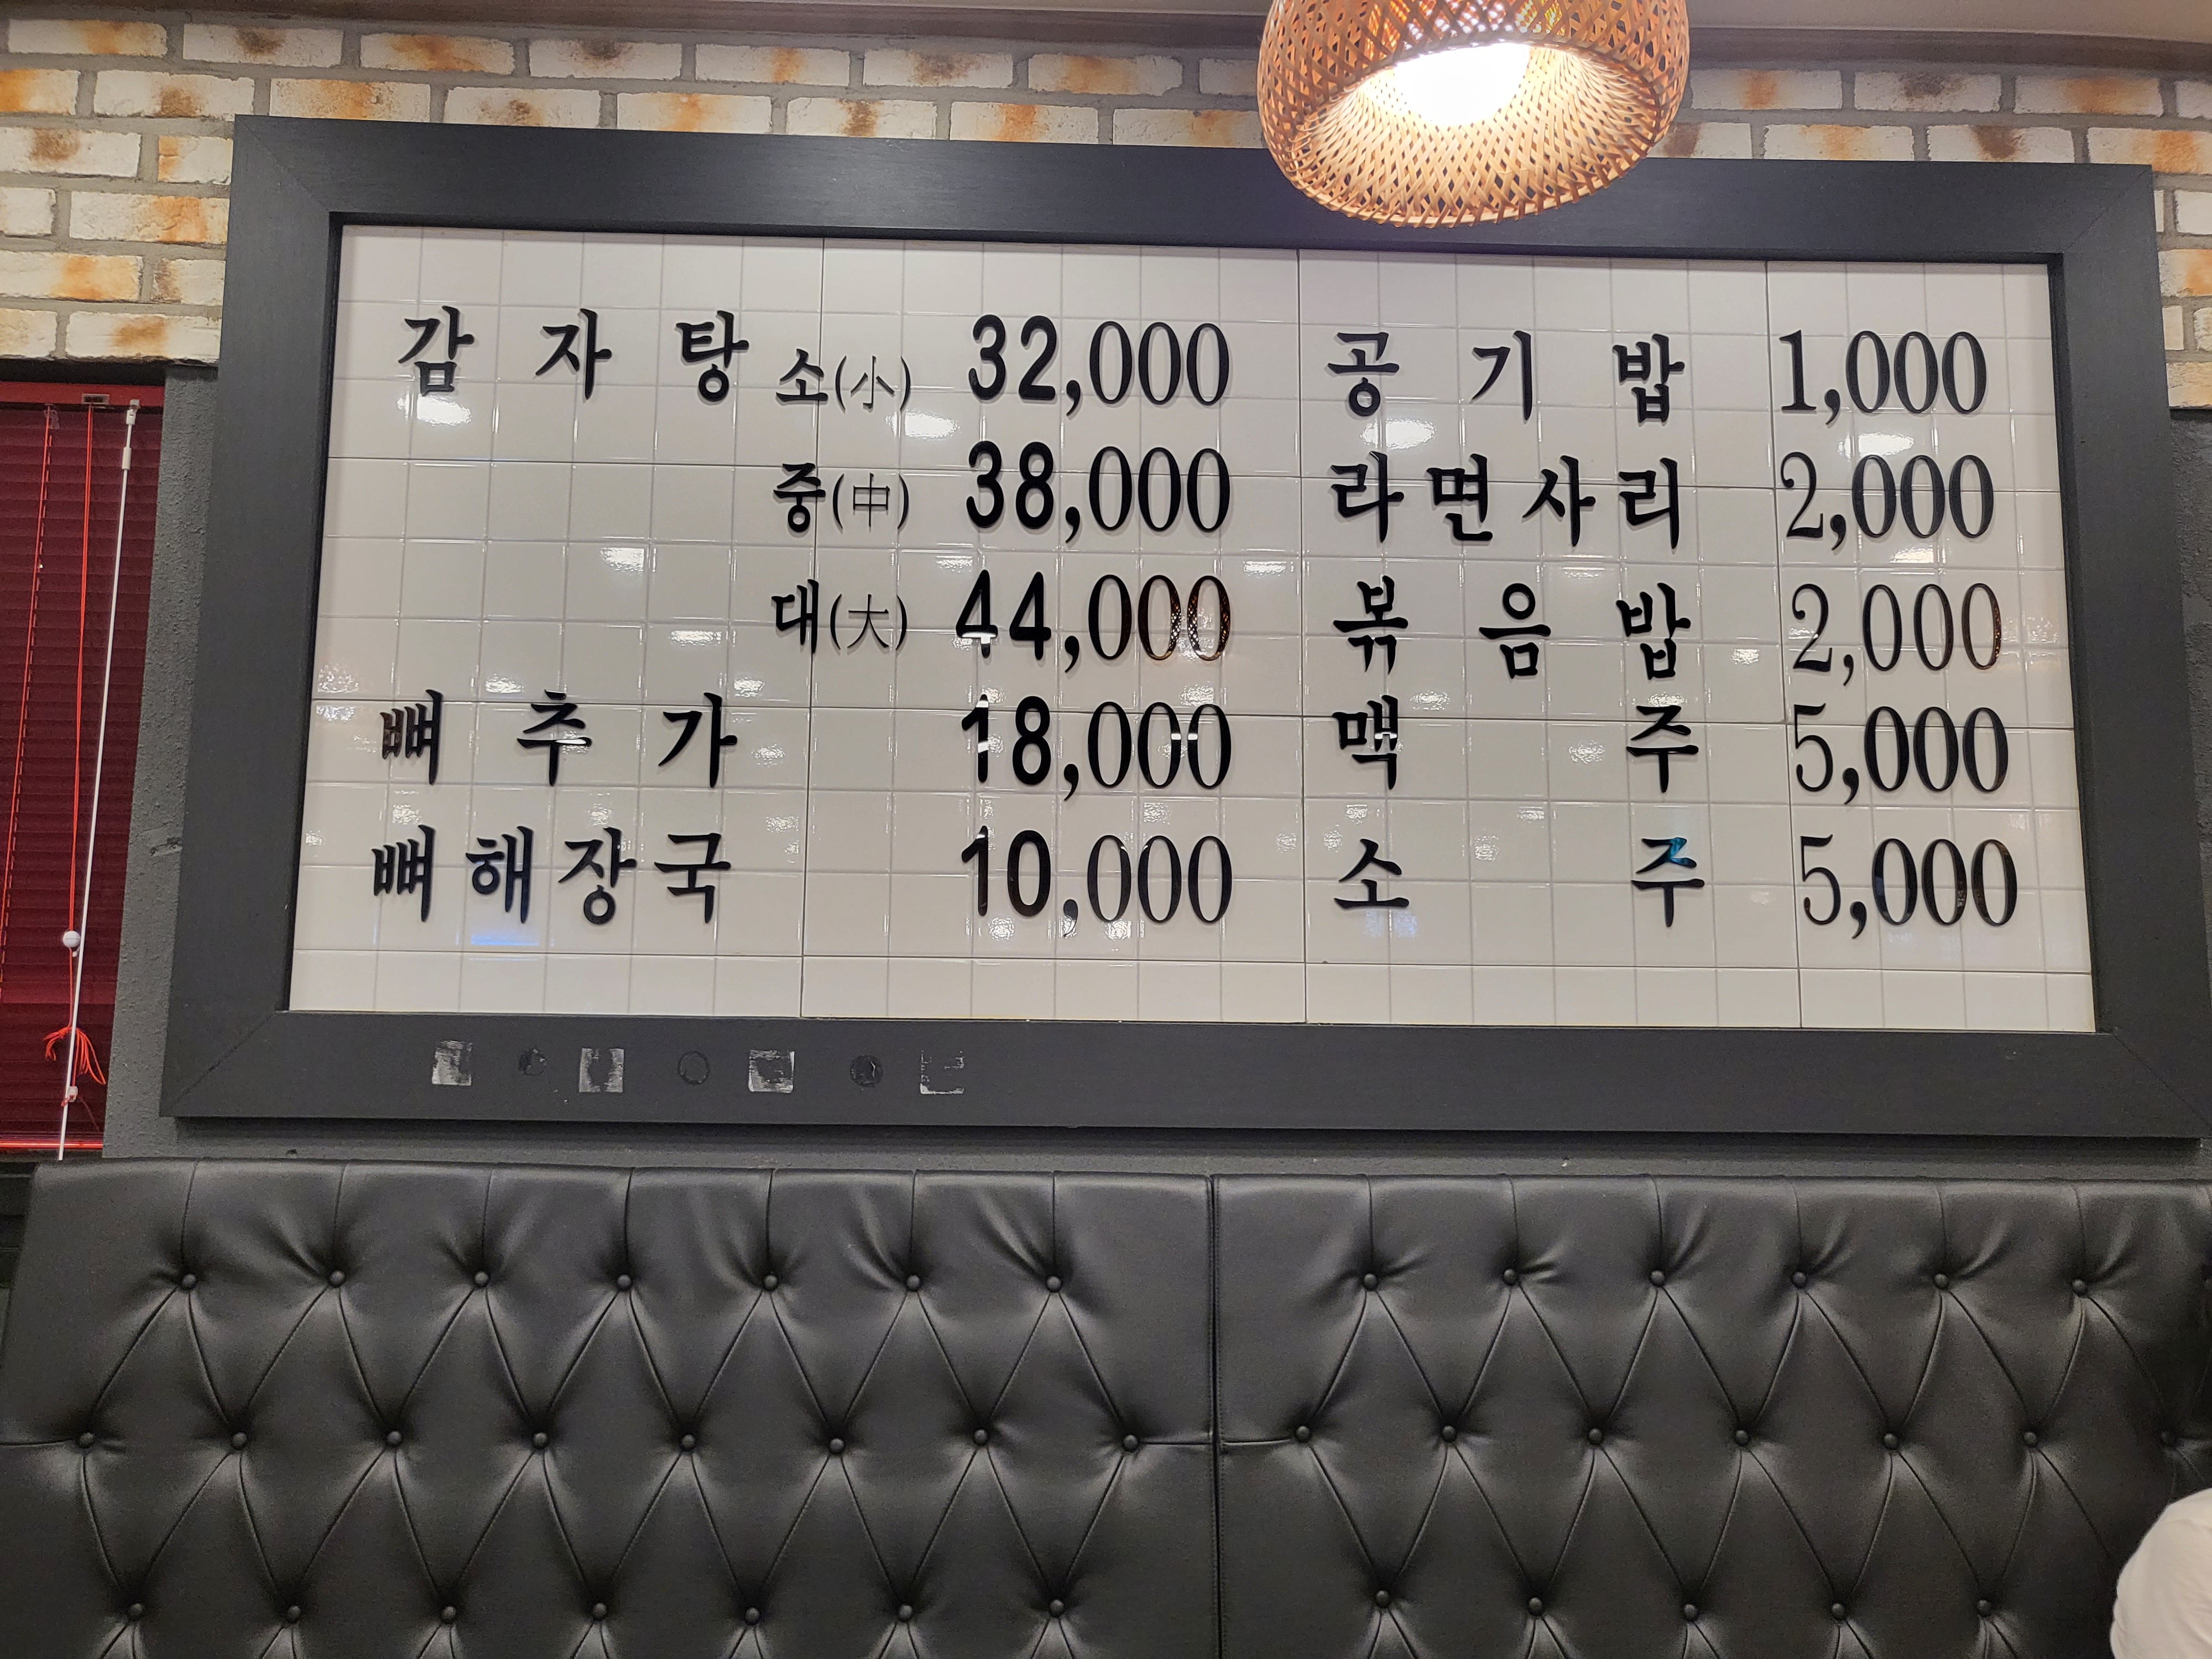 감자탕 소(小) 32,000
중(中) 38,000
대(大) 44,000
뼈추가 18,000
뼈해장국 10,000
공기밥 1,000
라면사리 2,000
볶음밥 2,000
맥주 5,000
소주 5,000